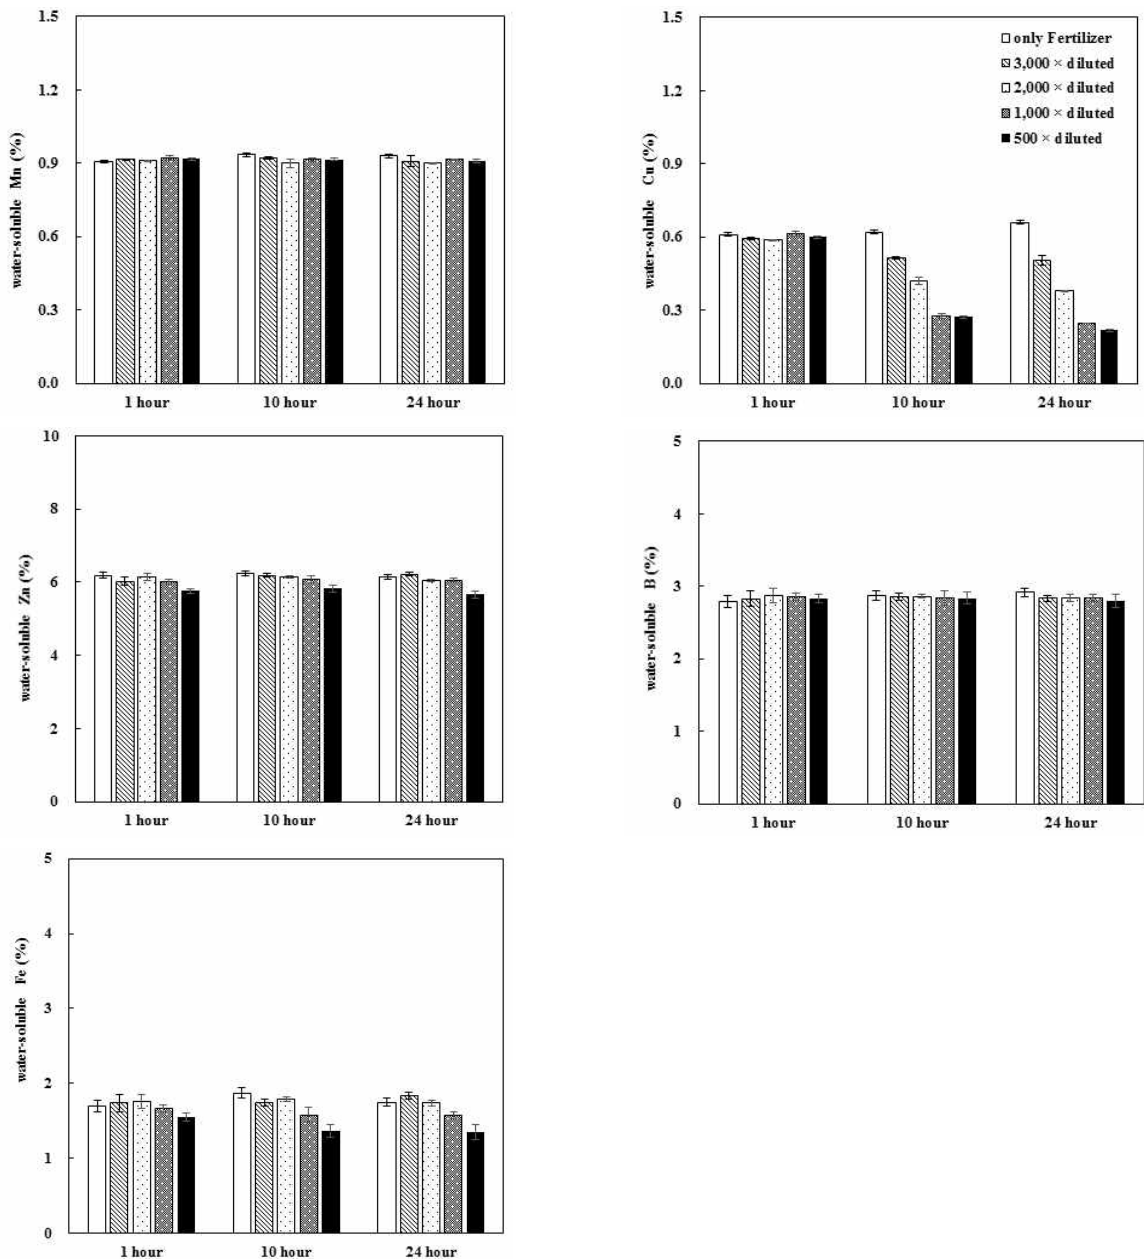 water-soluble Mn (%)
1.5
1.2
0.9
0.6
0.3
0.0
1 hour 10 hour 24 hour
water-soluble Cu (%)
1.5
1.2
0.9
0.6
0.3
0.0
only Fertilizer
3,000 × diluted
2,000 × diluted
1,000 × diluted
500 × diluted
1 hour 10 hour 24 hour
water-soluble Zn (%)
10
8
6
4
2
0
1 hour 10 hour 24 hour
water-soluble B (%)
5
4
3
2
1
0
1 hour 10 hour 24 hour
water-soluble Fe (%)
5
4
3
2
1
0
1 hour 10 hour 24 hour